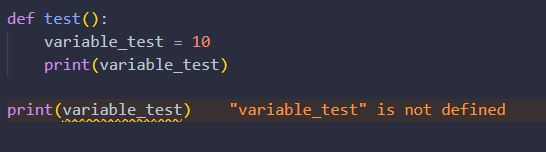 def test():
    variable_test = 10
    print(variable_test)
print(variable_test)    "variable_test" is not defined